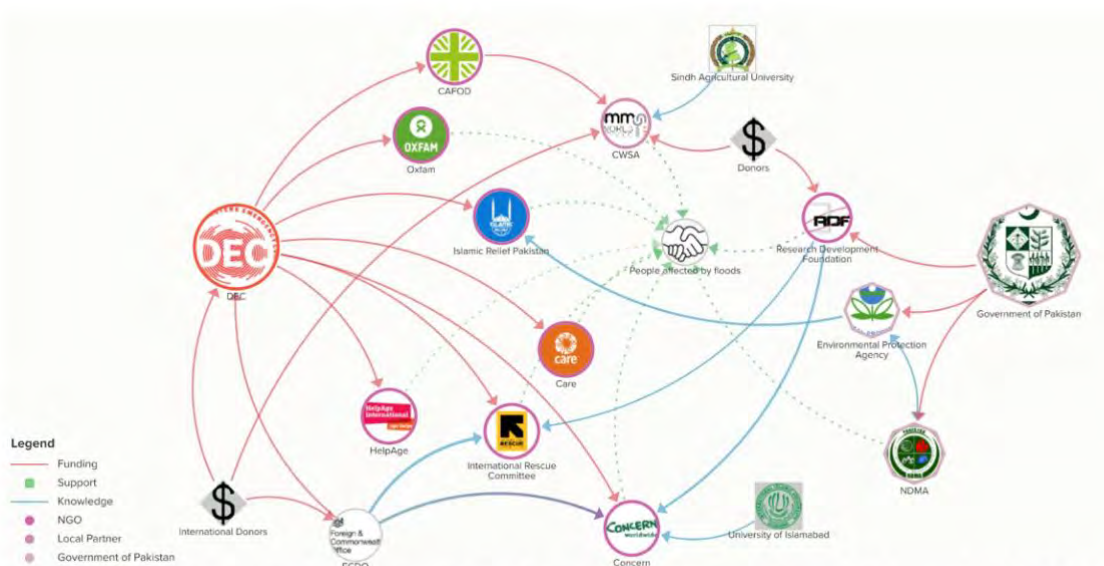 CAFOD
Sindh Agricultural University
OXFAM
Oxfam
CWSA
$
Donors
DEC
DEC
Islamic Relief Pakistan
People affected by floods
RDF
Research Development
Foundation
Government of Pakistan
Environmental Protection
Agency
care
Care
HelpAge
International
HelpAge
RESCUE
International Rescue
Committee
NDMA
Legend
Funding
Support
Knowledge
NGO
Local Partner
Government of Pakistan
$
International Donors
Foreign &
Commonwealth
Office
CONCERN
worldwide
Concern
University of Islamabad